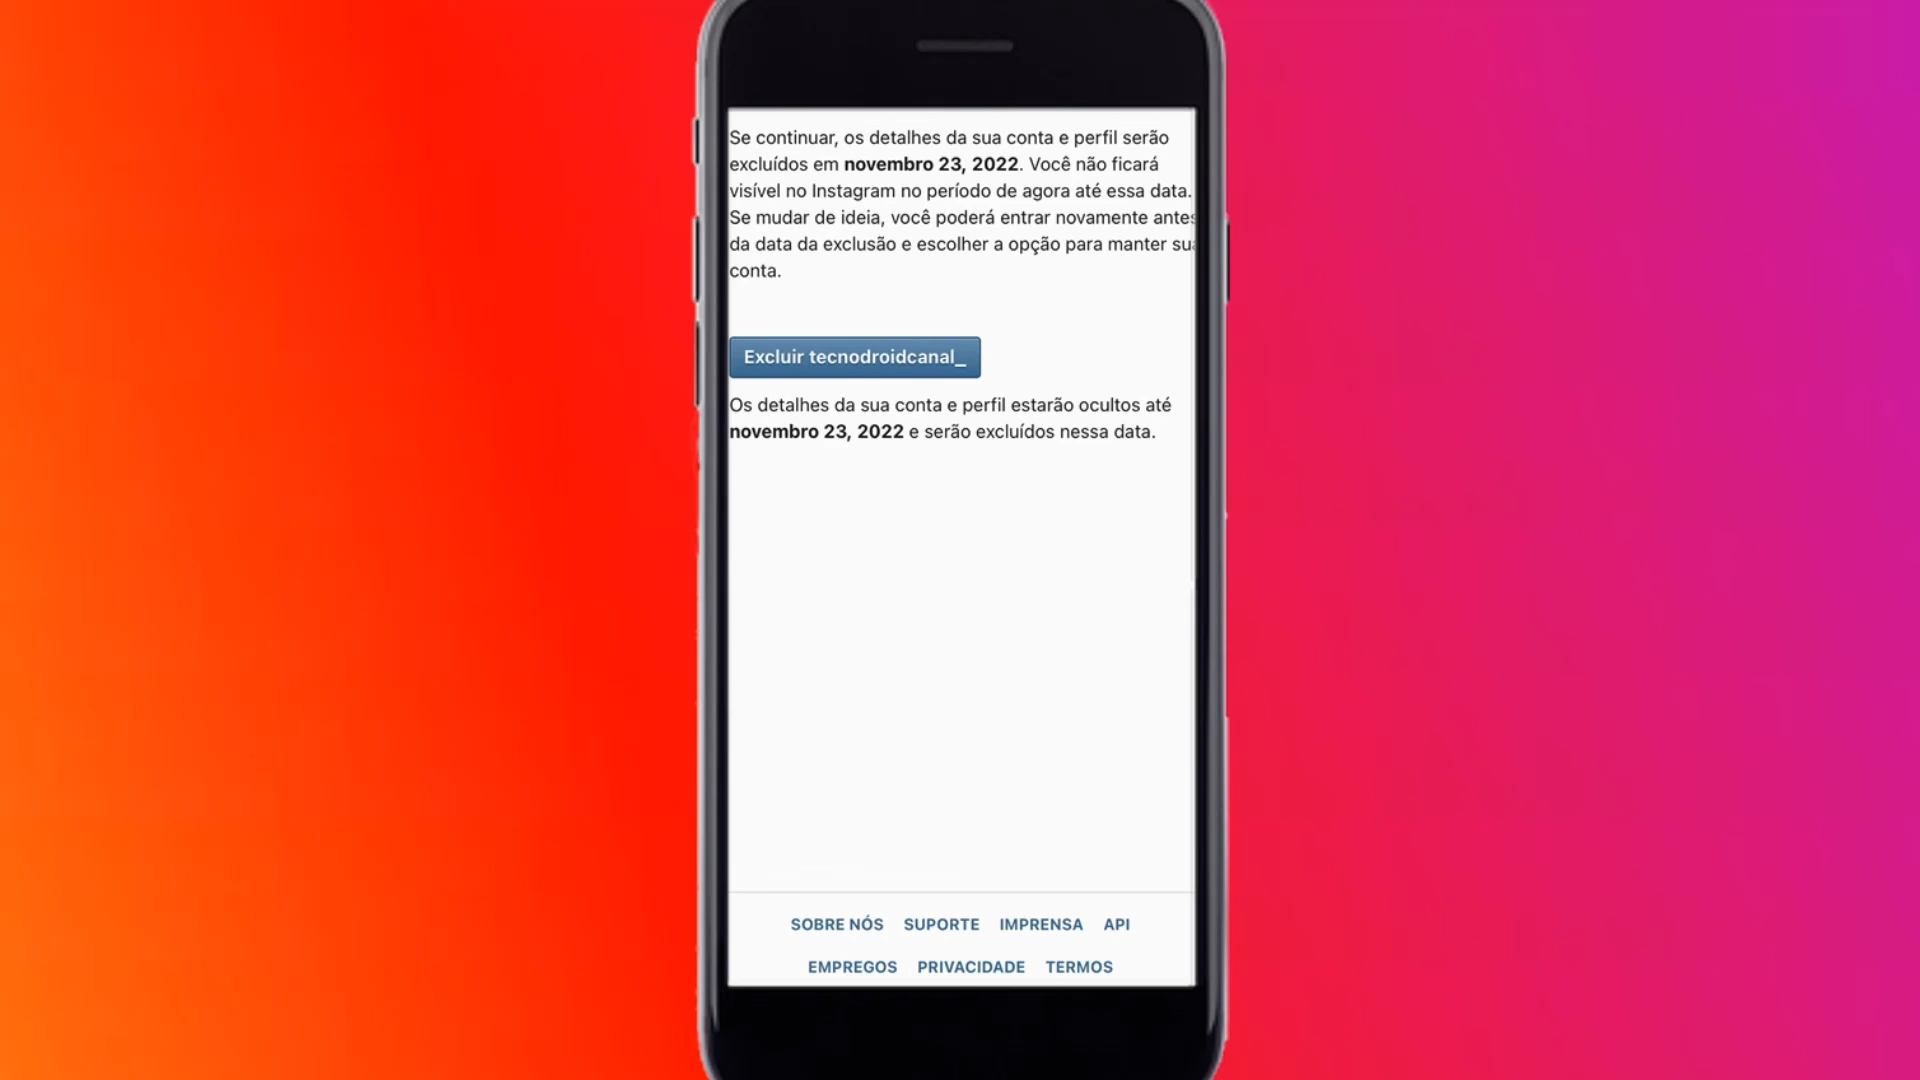 Se continuar, os detalhes da sua conta e perfil serão
excluídos em novembro 23, 2022. Você não ficará
visível no Instagram no período de agora até essa data.
Se mudar de ideia, você poderá entrar novamente antes
da data da exclusão e escolher a opção para manter sua
conta.
Excluir tecnodroidcanal_
Os detalhes da sua conta e perfil estarão ocultos até
novembro 23, 2022 e serão excluídos nessa data.
SOBRE NÓS SUPORTE IMPRENSA API
EMPREGOS PRIVACIDADE TERMOS